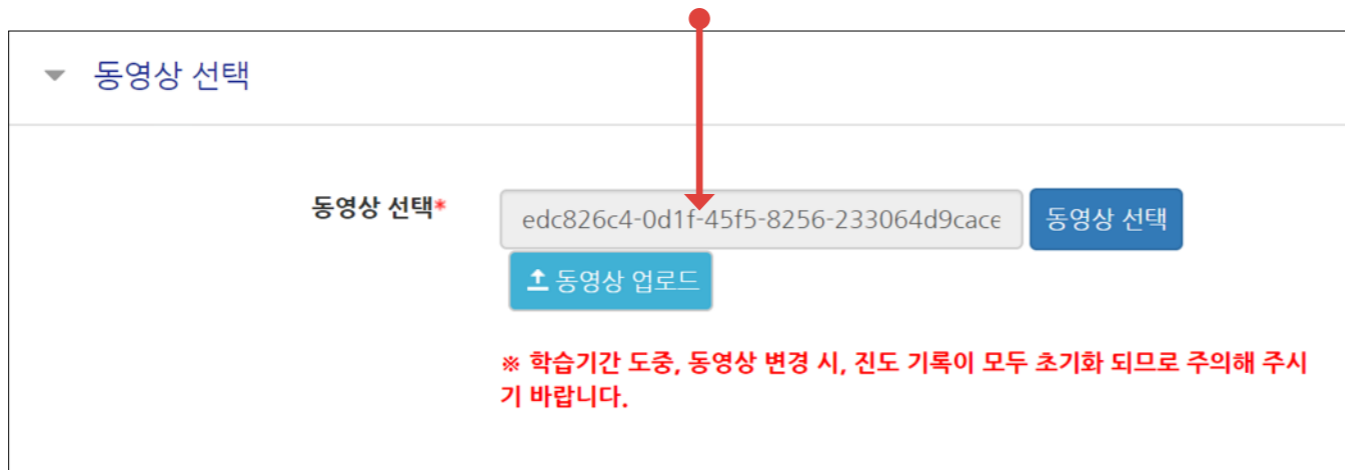 동영상 선택
동영상 선택*
edc826c4-0d1f-45f5-8256-233064d9cace
동영상 선택
동영상 업로드
※ 학습기간 도중, 동영상 변경 시, 진도 기록이 모두 초기화 되므로 주의해 주시
기 바랍니다.